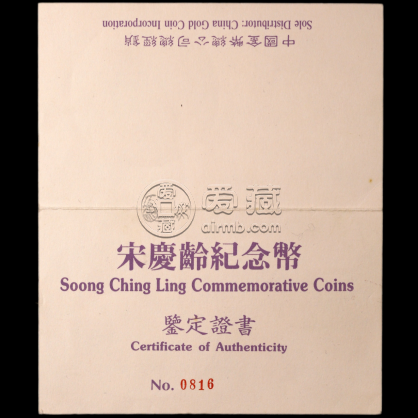 Sole Distributor: China Gold Coin Incorporation
中國金幣總公司總經銷
爱藏
airmb.com
宋慶齡紀念幣
Soong Ching Ling Commemorative Coins
鑒定證書
Certificate of Authenticity
No. 0816